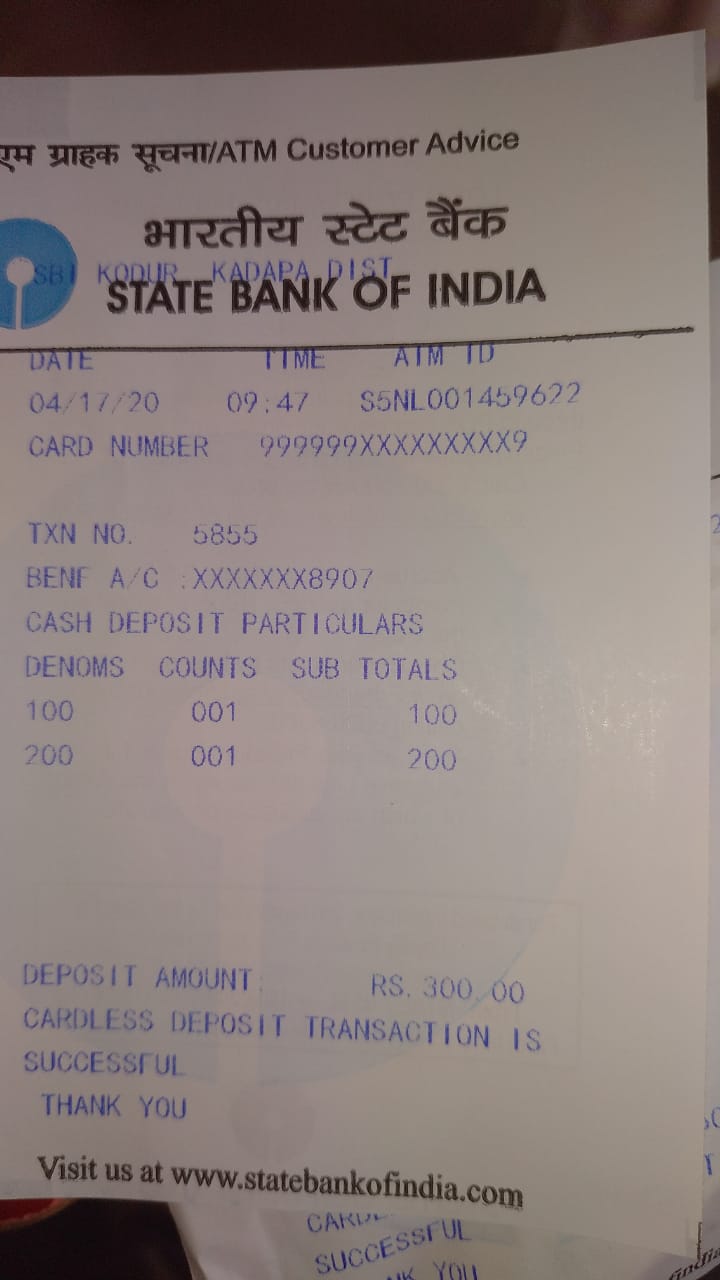 एम ग्राहक सूचना/ATM Customer Advice
भारतीय स्टेट बैंक
SBI KODUR, KADAPA DIST
STATE BANK OF INDIA
DATE TIME ATM ID
04/17/20 09:47 S5NL001459622
CARD NUMBER 999999XXXXXXXXX9
TXN NO. 5855
BENF A/C :XXXXXXX8907
CASH DEPOSIT PARTICULARS
DENOMS COUNTS SUB TOTALS
100 001 100
200 001 200
DEPOSIT AMOUNT: RS. 300.00
CARDLESS DEPOSIT TRANSACTION IS
SUCCESSFUL
THANK YOU
Visit us at www.statebankofindia.com
SUCCESSFUL
YOU